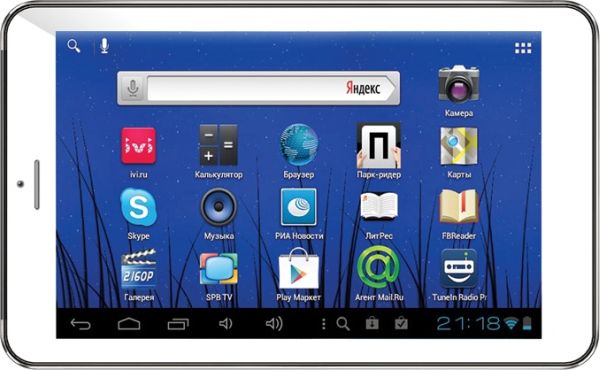 Яндекс
Камера
ivi.ru
Калькулятор
Браузер
Парк-ридер
Карты
Skype
Музыка
РИА Новости
ЛитРес
FBReader
2160P
Галерея
SPB TV
Play Маркет
Агент Mail.Ru
TuneIn Radio Pr
21:18